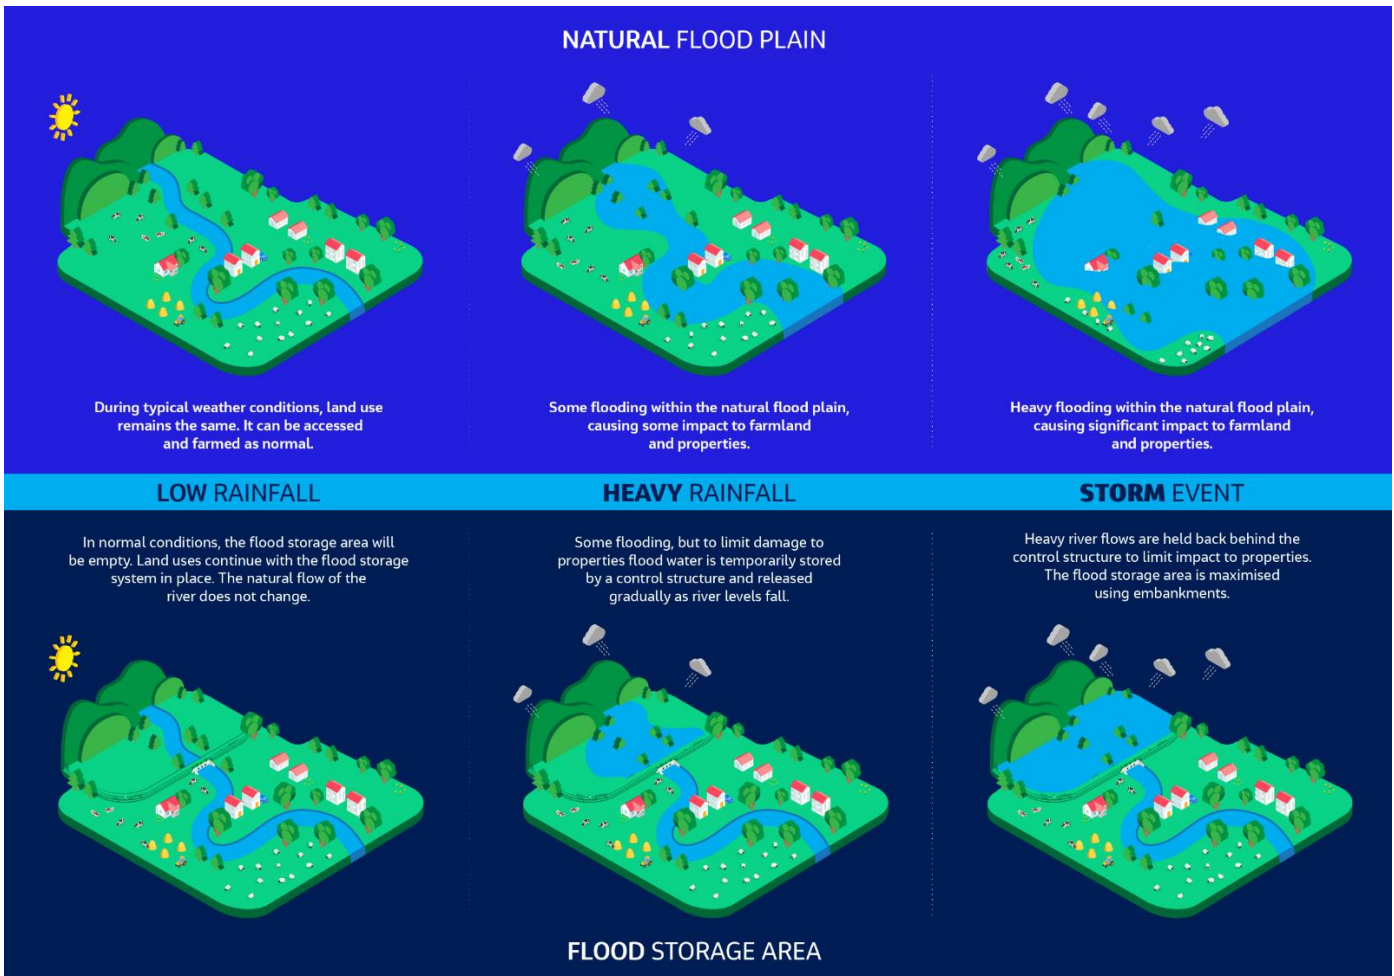 NATURAL FLOOD PLAIN
During typical weather conditions, land use
remains the same. It can be accessed
and farmed as normal.
Some flooding within the natural flood plain,
causing some impact to farmland
and properties.
Heavy flooding within the natural flood plain,
causing significant impact to farmland
and properties.
LOW RAINFALL
HEAVY RAINFALL
STORM EVENT
In normal conditions, the flood storage area will
be empty. Land uses continue with the flood storage
system in place. The natural flow of the
river does not change.
Some flooding, but to limit damage to
properties flood water is temporarily stored
by a control structure and released
gradually as river levels fall.
Heavy river flows are held back behind the
control structure to limit impact to properties.
The flood storage area is maximised
using embankments.
FLOOD STORAGE AREA